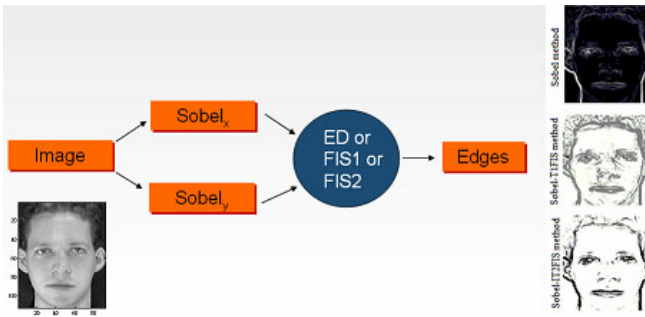 Image
Sobelx
Sobely
ED or
FIS1 or
FIS2
Edges
Sobel method
Sobel-T1FIS method
Sobel-IT2FIS method
20
40
60
80
100
20
40
60
80